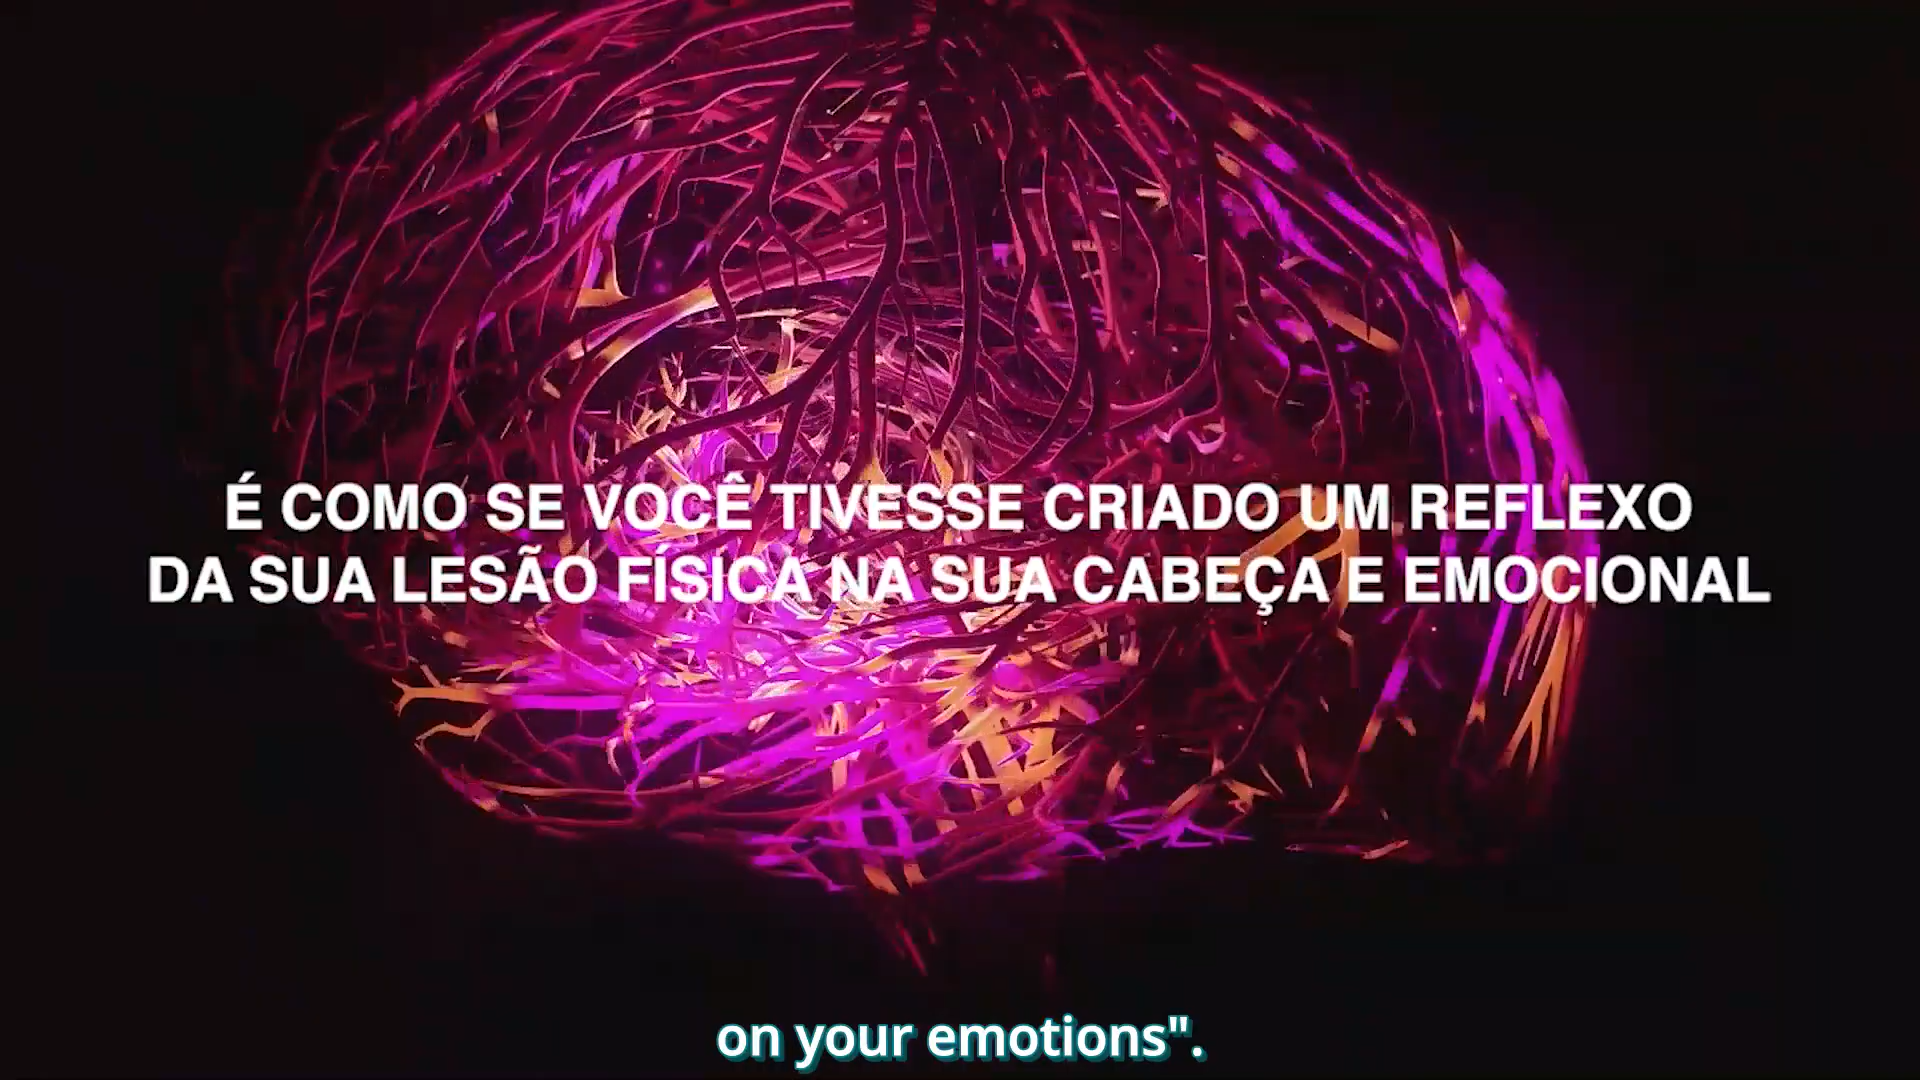 É COMO SE VOCÊ TIVESSE CRIADO UM REFLEXO
DA SUA LESÃO FÍSICA NA SUA CABEÇA E EMOCIONAL
on your emotions".